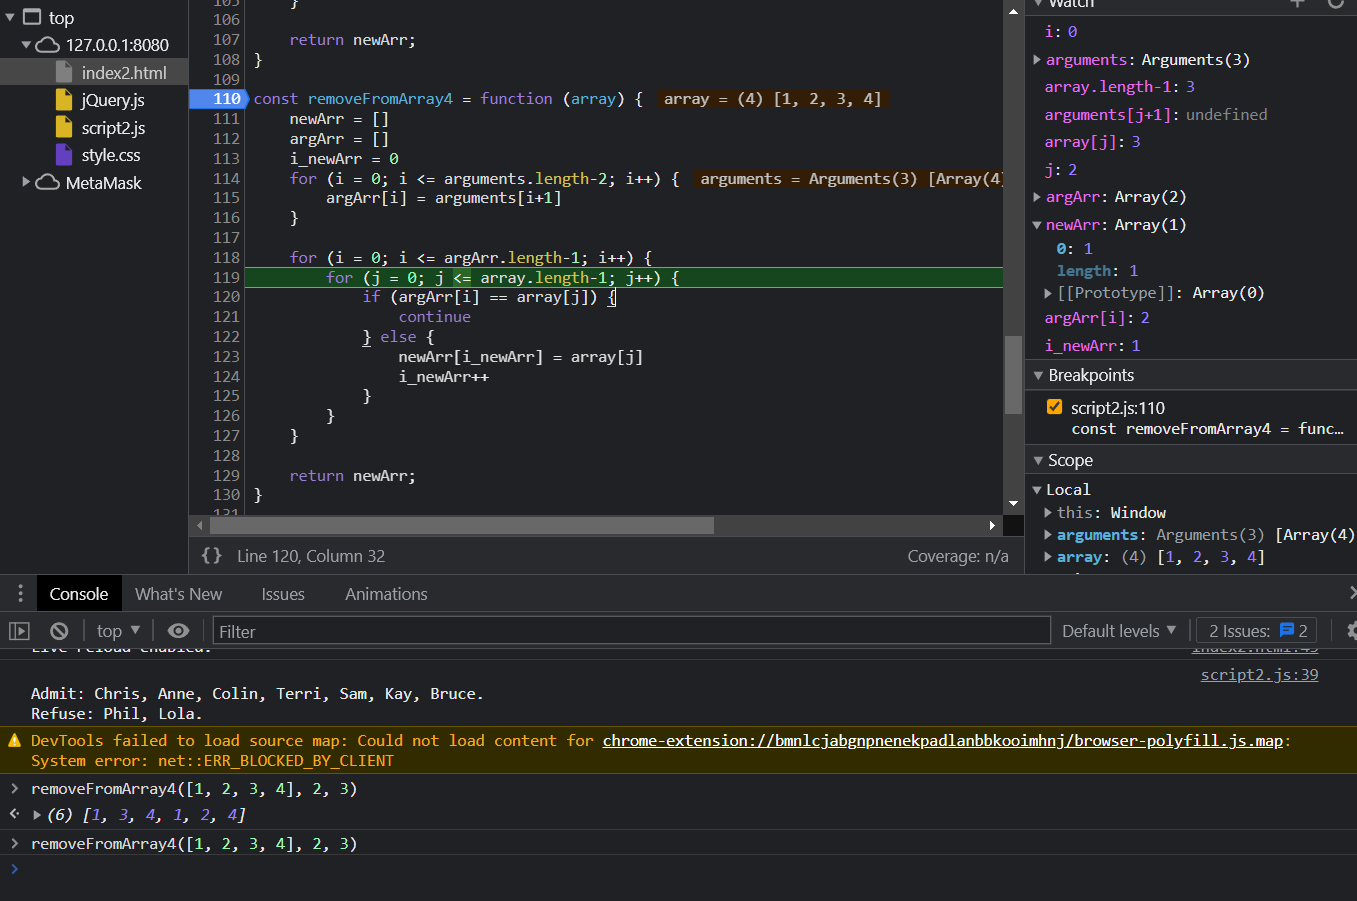 top
127.0.0.1:8080
index2.html
jQuery.js
script2.js
style.css
MetaMask
105 }
106
107 return newArr;
108 }
109
110 const removeFromArray4 = function (array) { array = (4) [1, 2, 3, 4]
111 newArr = []
112 argArr = []
113 i_newArr = 0
114 for (i = 0; i <= arguments.length-2; i++) { arguments = Arguments(3) [Array(4)
115 argArr[i] = arguments[i+1]
116 }
117
118 for (i = 0; i <= argArr.length-1; i++) {
119 for (j = 0; j <= array.length-1; j++) {
120 if (argArr[i] == array[j]) {
121 continue
122 } else {
123 newArr[i_newArr] = array[j]
124 i_newArr++
125 }
126 }
127 }
128
129 return newArr;
130 }
131
{} Line 120, Column 32
Coverage: n/a
Watch
i: 0
arguments: Arguments(3)
array.length-1: 3
arguments[j+1]: undefined
array[j]: 3
j: 2
argArr: Array(2)
newArr: Array(1)
0: 1
length: 1
[[Prototype]]: Array(0)
argArr[i]: 2
i_newArr: 1
Breakpoints
script2.js:110
const removeFromArray4 = func…
Scope
Local
this: Window
arguments: Arguments(3) [Array(4)
array: (4) [1, 2, 3, 4]
Console What's New Issues Animations
top Filter Default levels 2 Issues: 2
Live reload enabled. index2.html:45
script2.js:39
Admit: Chris, Anne, Colin, Terri, Sam, Kay, Bruce.
Refuse: Phil, Lola.
DevTools failed to load source map: Could not load content for chrome-extension://bmnlcjabgnpnenekpadlanbbkooimhnj/browser-polyfill.js.map:
System error: net::ERR_BLOCKED_BY_CLIENT
removeFromArray4([1, 2, 3, 4], 2, 3)
(6) [1, 3, 4, 1, 2, 4]
removeFromArray4([1, 2, 3, 4], 2, 3)